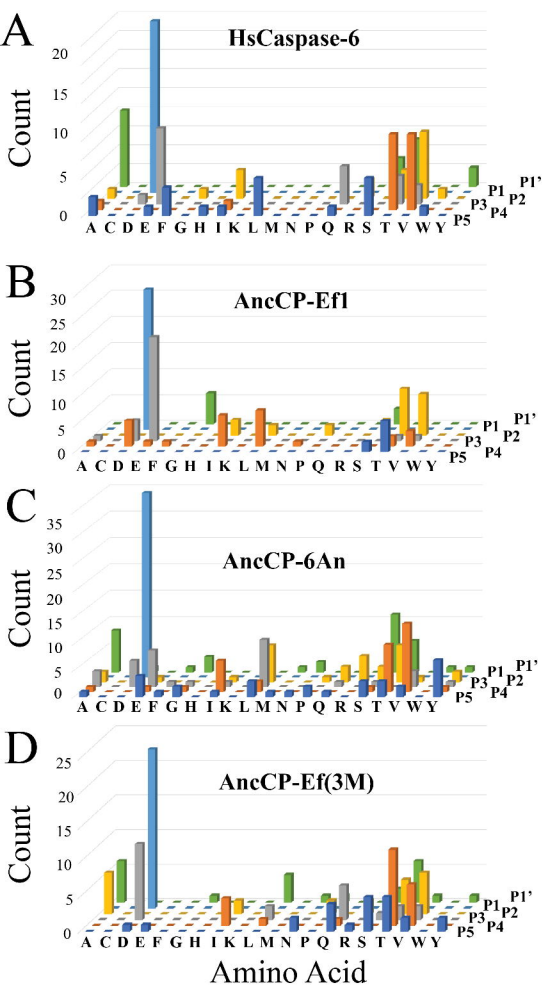 A
HsCaspase-6
Count
20
15
10
5
0
A C D E F G H I K L M N P Q R S T V W Y
P5 P4 P3 P2 P1 P1'
B
AncCP-Ef1
Count
30
25
20
15
10
5
0
A C D E F G H I K L M N P Q R S T V W Y
P5 P4 P3 P2 P1 P1'
C
AncCP-6An
Count
35
30
25
20
15
10
5
0
A C D E F G H I K L M N P Q R S T V W Y
P5 P4 P3 P2 P1 P1'
D
AncCP-Ef(3M)
Count
25
20
15
10
5
0
A C D E F G H I K L M N P Q R S T V W Y
P5 P4 P3 P2 P1 P1'
Amino Acid